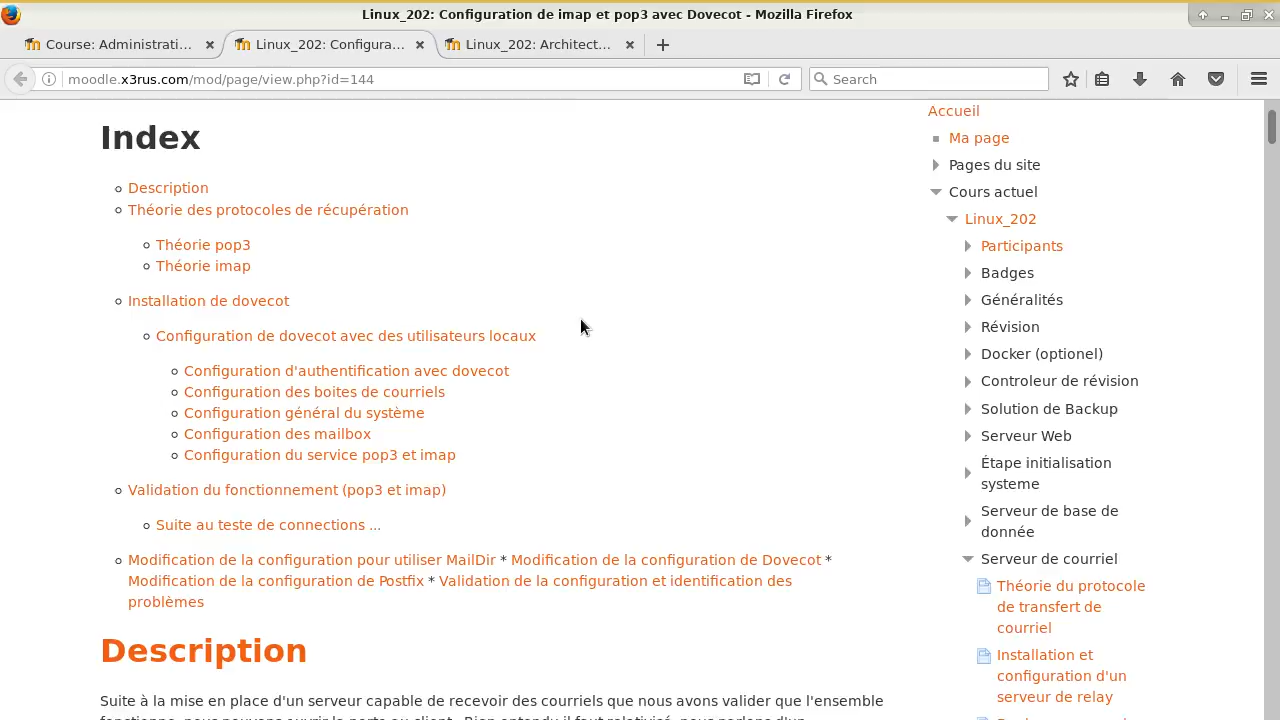 Linux_202: Configuration de imap et pop3 avec Dovecot - Mozilla Firefox
Course: Administrati...
Linux_202: Configura...
Linux_202: Architect...
moodle.x3rus.com/mod/page/view.php?id=144
Search
Index
Description
Théorie des protocoles de récupération
Théorie pop3
Théorie imap
Installation de dovecot
Configuration de dovecot avec des utilisateurs locaux
Configuration d'authentification avec dovecot
Configuration des boites de courriels
Configuration général du système
Configuration des mailbox
Configuration du service pop3 et imap
Validation du fonctionnement (pop3 et imap)
Suite au teste de connections ...
Modification de la configuration pour utiliser MailDir * Modification de la configuration de Dovecot *
Modification de la configuration de Postfix * Validation de la configuration et identification des
problèmes
Description
Suite à la mise en place d'un serveur capable de recevoir des courriels que nous avons valider que l'ensemble
Accueil
Ma page
Pages du site
Cours actuel
Linux_202
Participants
Badges
Généralités
Révision
Docker (optionel)
Controleur de révision
Solution de Backup
Serveur Web
Étape initialisation
systeme
Serveur de base de
donnée
Serveur de courriel
Théorie du protocole
de transfert de
courriel
Installation et
configuration d'un
serveur de relay